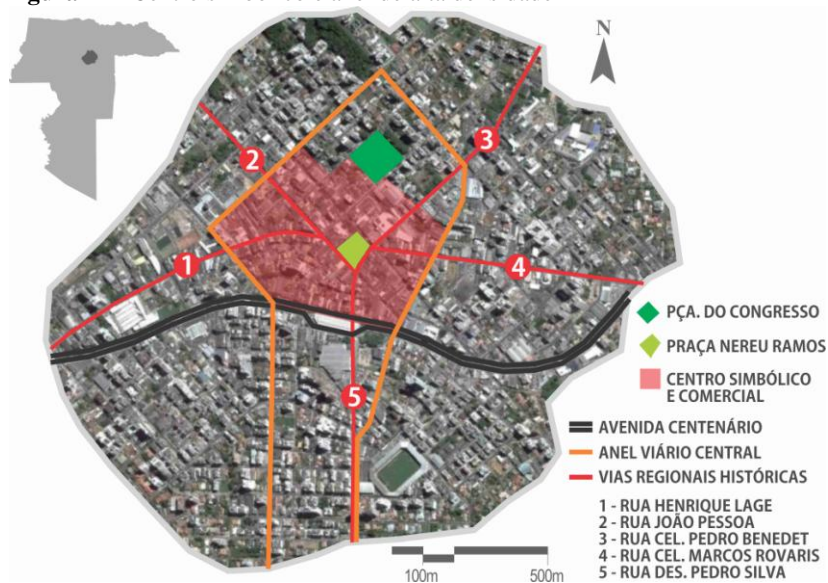 N
1
2
3
4
5
PÇA. DO CONGRESSO
PRAÇA NEREU RAMOS
CENTRO SIMBÓLICO
E COMERCIAL
AVENIDA CENTENÁRIO
ANEL VIÁRIO CENTRAL
VIAS REGIONAIS HISTÓRICAS
1 - RUA HENRIQUE LAGE
2 - RUA JOÃO PESSOA
3 - RUA CEL. PEDRO BENEDET
4 - RUA CEL. MARCOS ROVARIS
5 - RUA DES. PEDRO SILVA
100m
500m